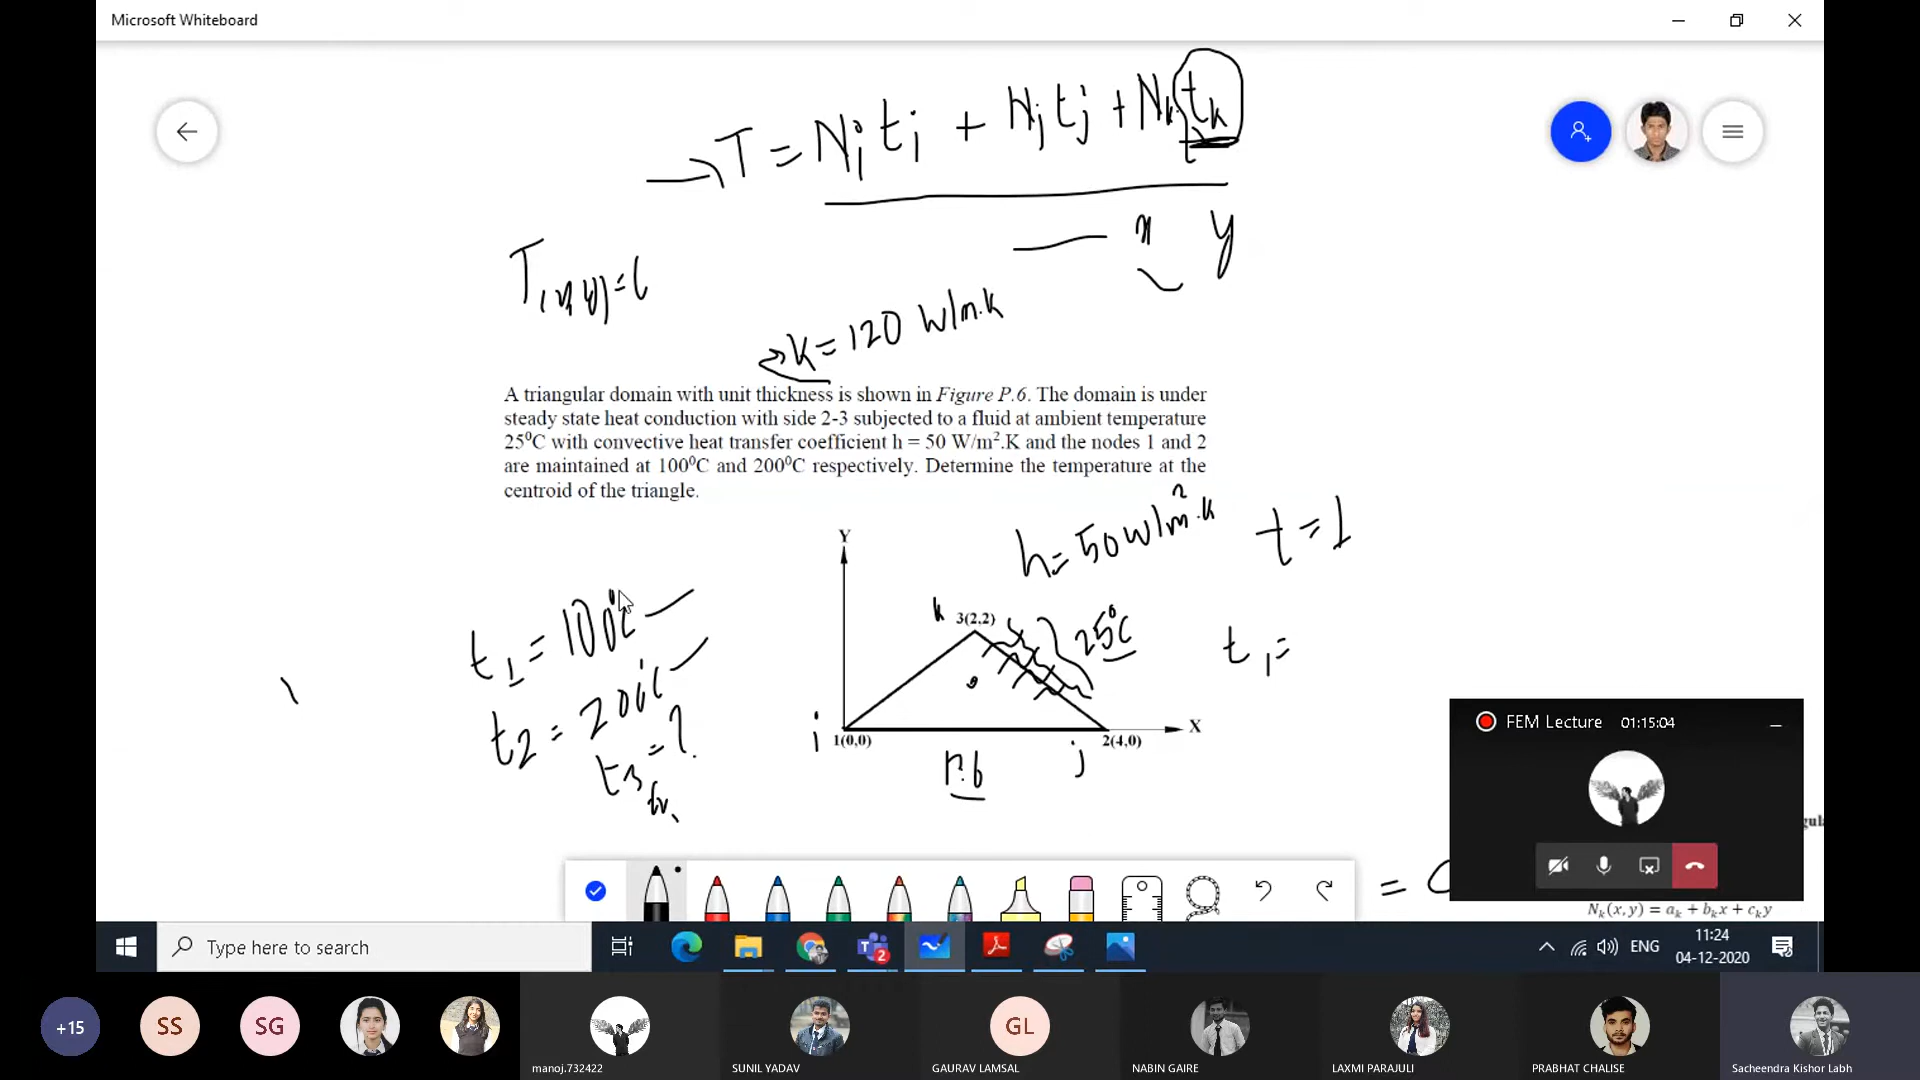 Microsoft Whiteboard
T = Nᵢ tᵢ + Nⱼ tⱼ + Nₖ tₖ
x y
T(x,y) = (
k = 120 W/m.k
A triangular domain with unit thickness is shown in Figure P.6. The domain is under
steady state heat conduction with side 2-3 subjected to a fluid at ambient temperature
25⁰C with convective heat transfer coefficient h = 50 W/m².K and the nodes 1 and 2
are maintained at 100⁰C and 200⁰C respectively. Determine the temperature at the
centroid of the triangle.
h = 50 W/m².k
t = 1
Y
t₁ = 100°C
k
3(2,2)
25°C
t₁ =
t₂ = 200°C
t₃ = ?
i
1(0,0)
P.6
j
2(4,0)
X
FEM Lecture 01:15:04
=
Nₖ(x,y) = aₖ + bₖx + cₖy
Type here to search
2
ENG
11:24
04-12-2020
+15
SS
SG
GL
manoj.732422
SUNIL YADAV
GAURAV LAMSAL
NABIN GAIRE
LAXMI PARAJULI
PRABHAT CHALISE
Sacheendra Kishor Labh